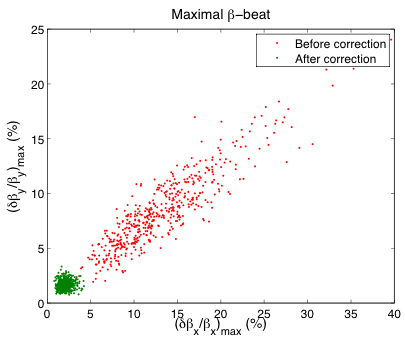 Maximal β−beat
Before correction
After correction
25
20
15
10
5
0
(δβy/βy)max (%)
0 5 10 15 20 25 30 35 40
(δβx/βx)max (%)